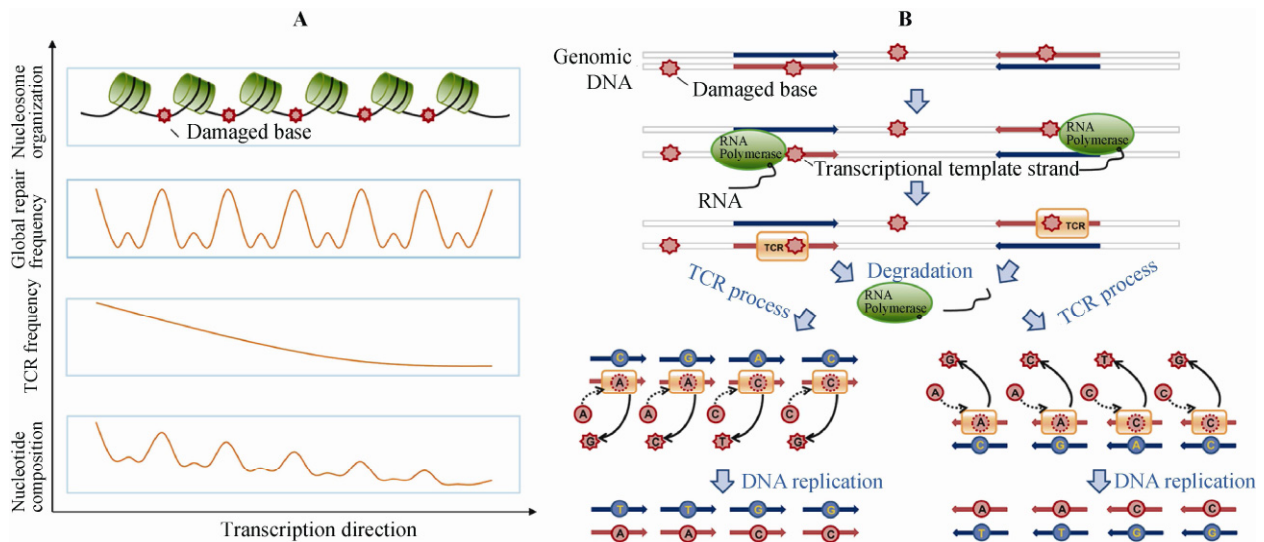 A
Nucleosome
organization
Damaged base
Global repair
frequency
TCR frequency
Nucleotide
composition
Transcription direction
B
Genomic
DNA
Damaged base
RNA
Polymerase
RNA
Polymerase
Transcriptional template strand
RNA
TCR
TCR
TCR process
Degradation
TCR process
RNA
Polymerase
C G A C
A A C C
A A C C
G C T G
G C T G
A A C C
A A C C
C G A C
DNA replication
DNA replication
T T G G
A A C C
A A C C
T T G G